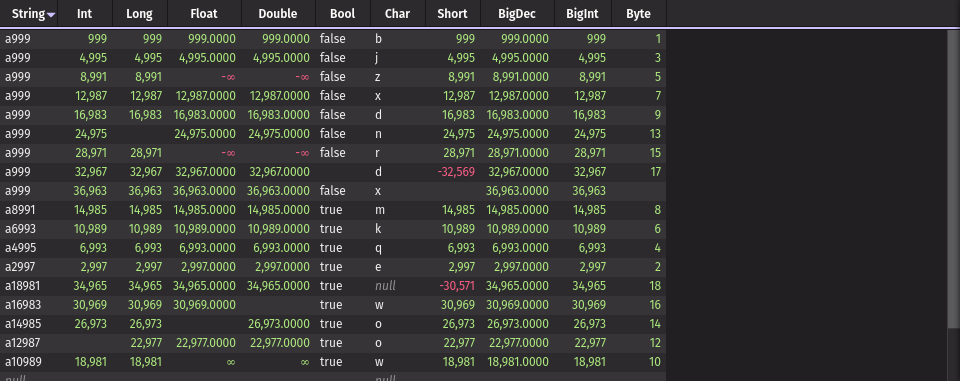 String Int Long Float Double Bool Char Short BigDec BigInt Byte
a999 999 999 999.0000 999.0000 false b 999 999.0000 999 1
a999 4,995 4,995 4,995.0000 4,995.0000 false j 4,995 4,995.0000 4,995 3
a999 8,991 8,991 -∞ -∞ false z 8,991 8,991.0000 8,991 5
a999 12,987 12,987 12,987.0000 12,987.0000 false x 12,987 12,987.0000 12,987 7
a999 16,983 16,983 16,983.0000 16,983.0000 false d 16,983 16,983.0000 16,983 9
a999 24,975 24,975.0000 24,975.0000 false n 24,975 24,975.0000 24,975 13
a999 28,971 28,971 -∞ -∞ false r 28,971 28,971.0000 28,971 15
a999 32,967 32,967 32,967.0000 32,967.0000 d -32,569 32,967.0000 32,967 17
a999 36,963 36,963 36,963.0000 36,963.0000 false x 36,963.0000 36,963
a8991 14,985 14,985 14,985.0000 14,985.0000 true m 14,985 14,985.0000 14,985 8
a6993 10,989 10,989 10,989.0000 10,989.0000 true k 10,989 10,989.0000 10,989 6
a4995 6,993 6,993 6,993.0000 6,993.0000 true q 6,993 6,993.0000 6,993 4
a2997 2,997 2,997 2,997.0000 2,997.0000 true e 2,997 2,997.0000 2,997 2
a18981 34,965 34,965 34,965.0000 34,965.0000 true null -30,571 34,965.0000 34,965 18
a16983 30,969 30,969 30,969.0000 true w 30,969 30,969.0000 30,969 16
a14985 26,973 26,973 26,973.0000 true o 26,973 26,973.0000 26,973 14
a12987 22,977 22,977.0000 22,977.0000 true o 22,977 22,977.0000 22,977 12
a10989 18,981 18,981 ∞ ∞ true w 18,981 18,981.0000 18,981 10
null null